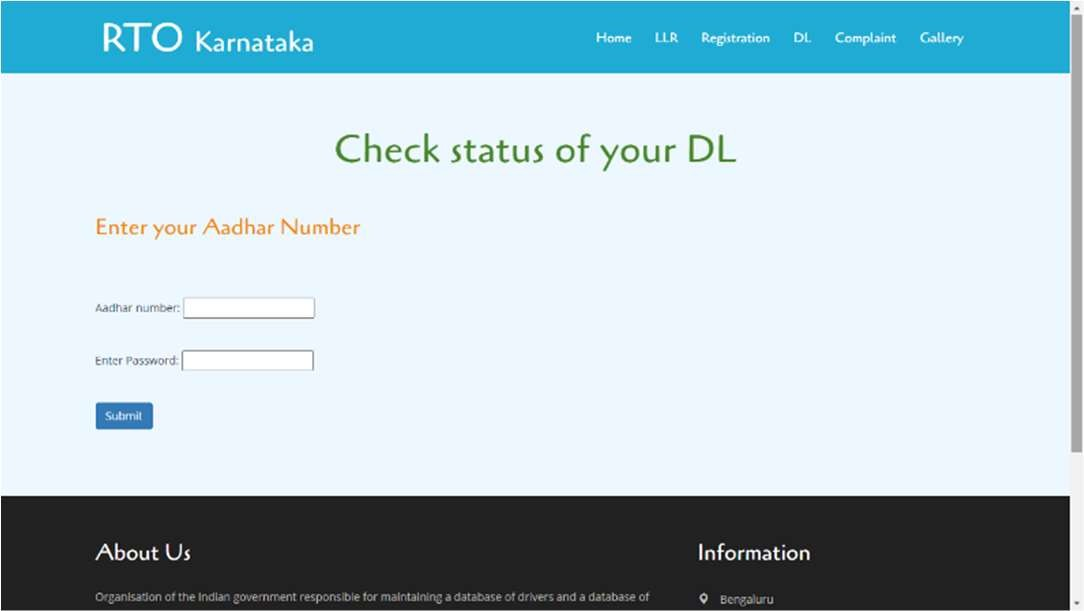 RTO Karnataka
Home LLR Registration DL Complaint Gallery
Check status of your DL
Enter your Aadhar Number
Aadhar number:
Enter Password:
Submit
About Us
Organisation of the Indian government responsible for maintaining a database of drivers and a database of
Information
Bengaluru